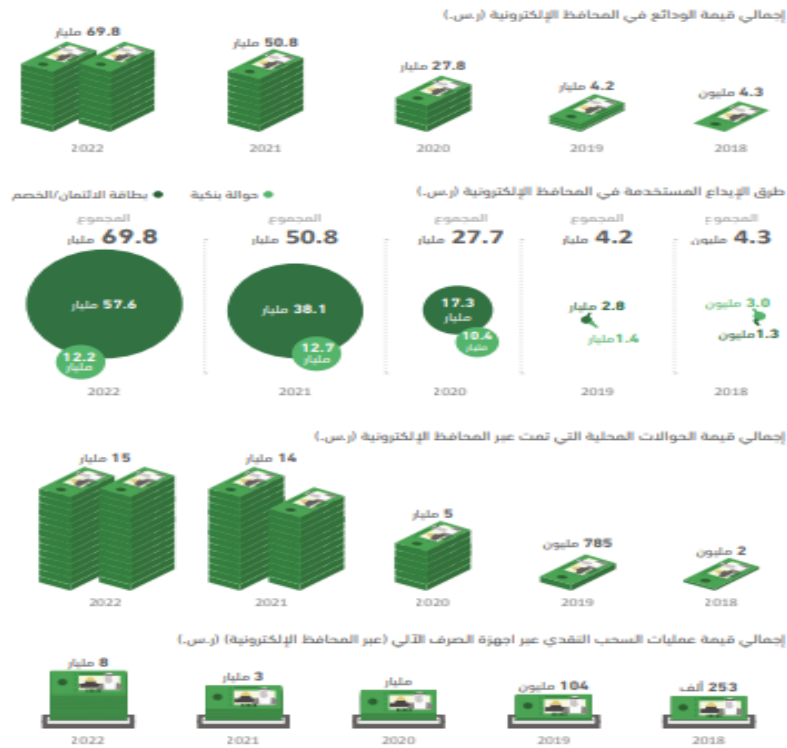 إجمالي قيمة الودائع في المحافظ الإلكترونية (ر.س.)
4.3 مليون
4.2 مليار
27.8 مليار
50.8 مليار
69.8 مليار
2018
2019
2020
2021
2022
طرق الإيداع المستخدمة في المحافظ الإلكترونية (ر.س.)
حوالة بنكية
بطاقة الائتمان/الخصم
المجموع
4.3 مليون
3.0 مليون
1.3مليون
2018
المجموع
4.2 مليار
2.8 مليار
1.4مليار
2019
المجموع
27.7 مليار
17.3
مليار
10.4
مليار
2020
المجموع
50.8 مليار
38.1 مليار
12.7
مليار
2021
المجموع
69.8 مليار
57.6 مليار
12.2
مليار
2022
إجمالي قيمة الحوالات المحلية التي تمت عبر المحافظ الإلكترونية (ر.س.)
2 مليون
785 مليون
5 مليار
14 مليار
15 مليار
2018
2019
2020
2021
2022
إجمالي قيمة عمليات السحب النقدي عبر اجهزة الصرف الآلي (عبر المحافظ الإلكترونية) (ر.س.)
253 ألف
104 مليون
مليار
3 مليار
8 مليار
2018
2019
2020
2021
2022